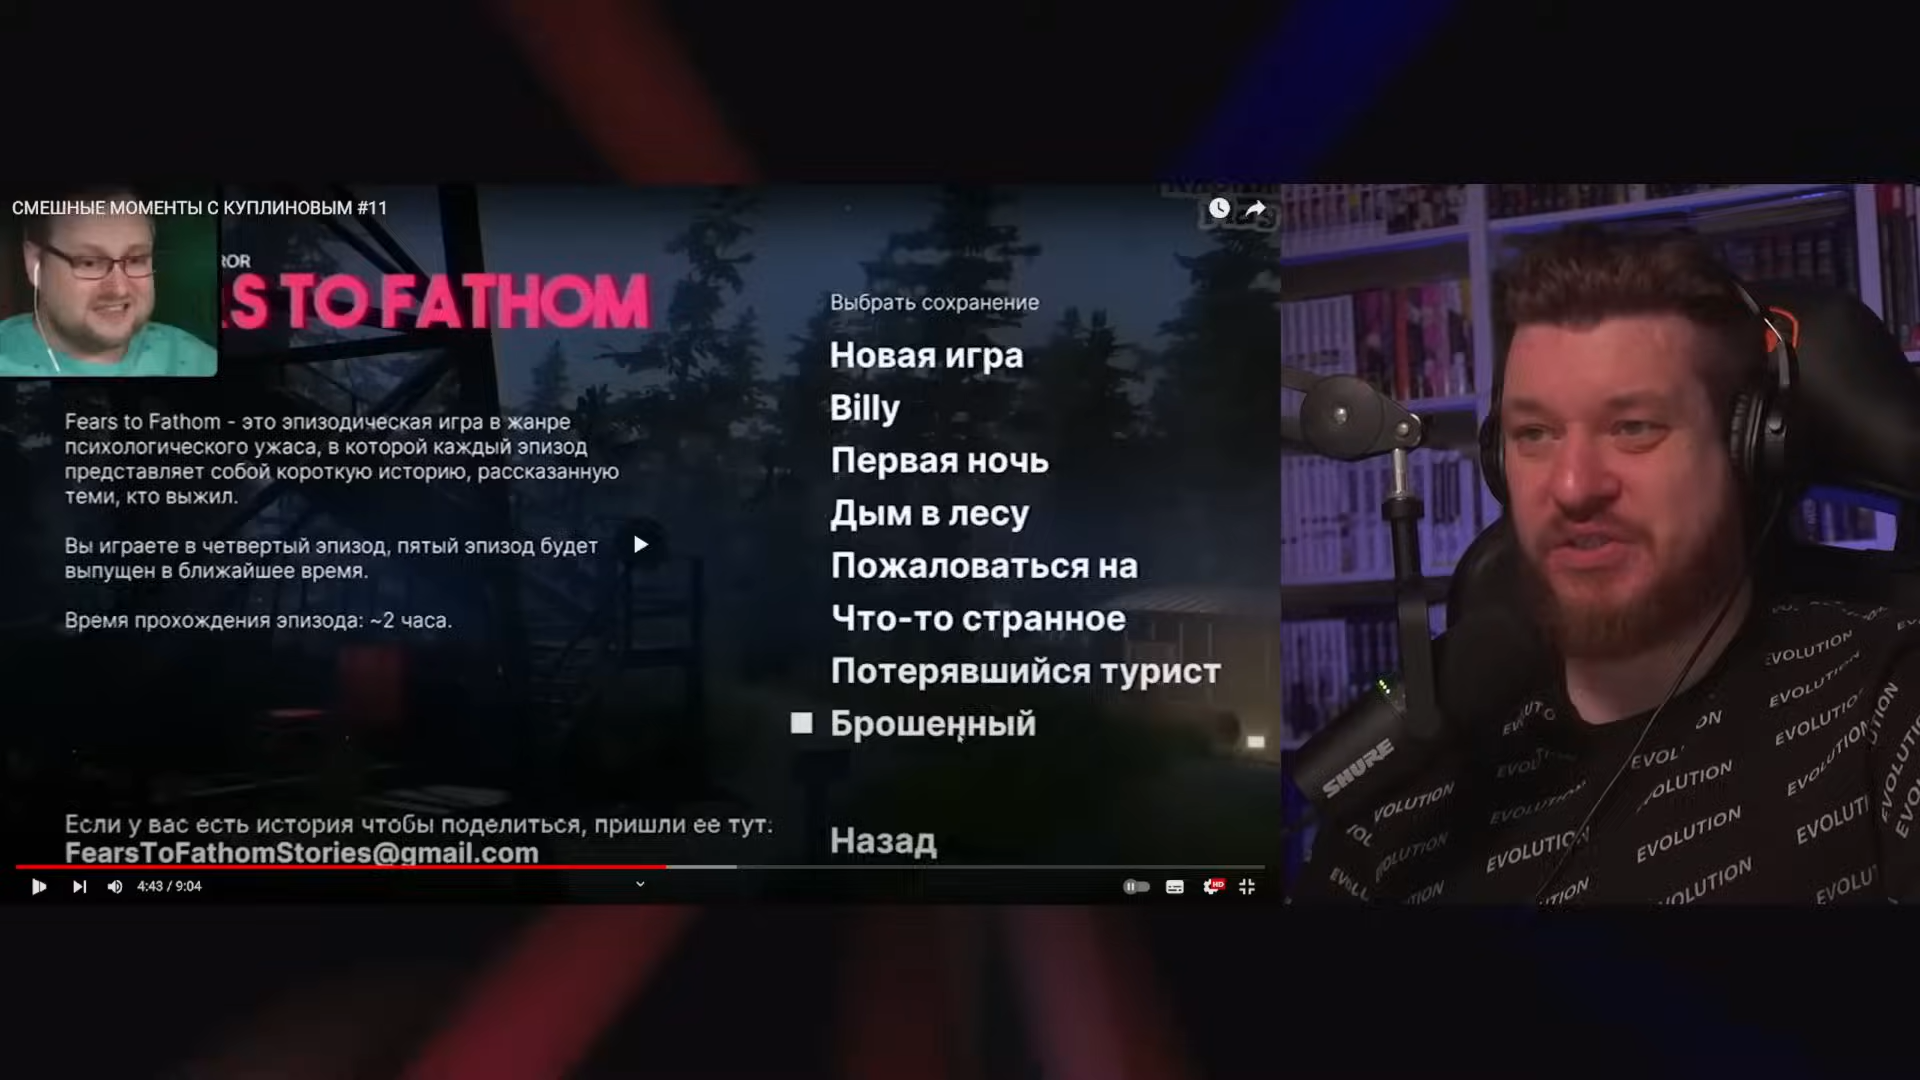 СМЕШНЫЕ МОМЕНТЫ С КУПЛИНОВЫМ #11
ROR
S TO FATHOM
Fears to Fathom - это эпизодическая игра в жанре
психологического ужаса, в которой каждый эпизод
представляет собой короткую историю, рассказанную
теми, кто выжил.
Вы играете в четвертый эпизод, пятый эпизод будет
выпущен в ближайшее время.
Время прохождения эпизода: ~2 часа.
Если у вас есть история чтобы поделиться, пришли ее тут:
FearsToFathomStories@gmail.com
Выбрать сохранение
Новая игра
Billy
Первая ночь
Дым в лесу
Пожаловаться на
Что-то странное
Потерявшийся турист
Брошенный
Назад
4:43 / 9:04
HD
SHURE
EVOLUTION
EVOLUTION
EVOLUTION
EVOLUTION